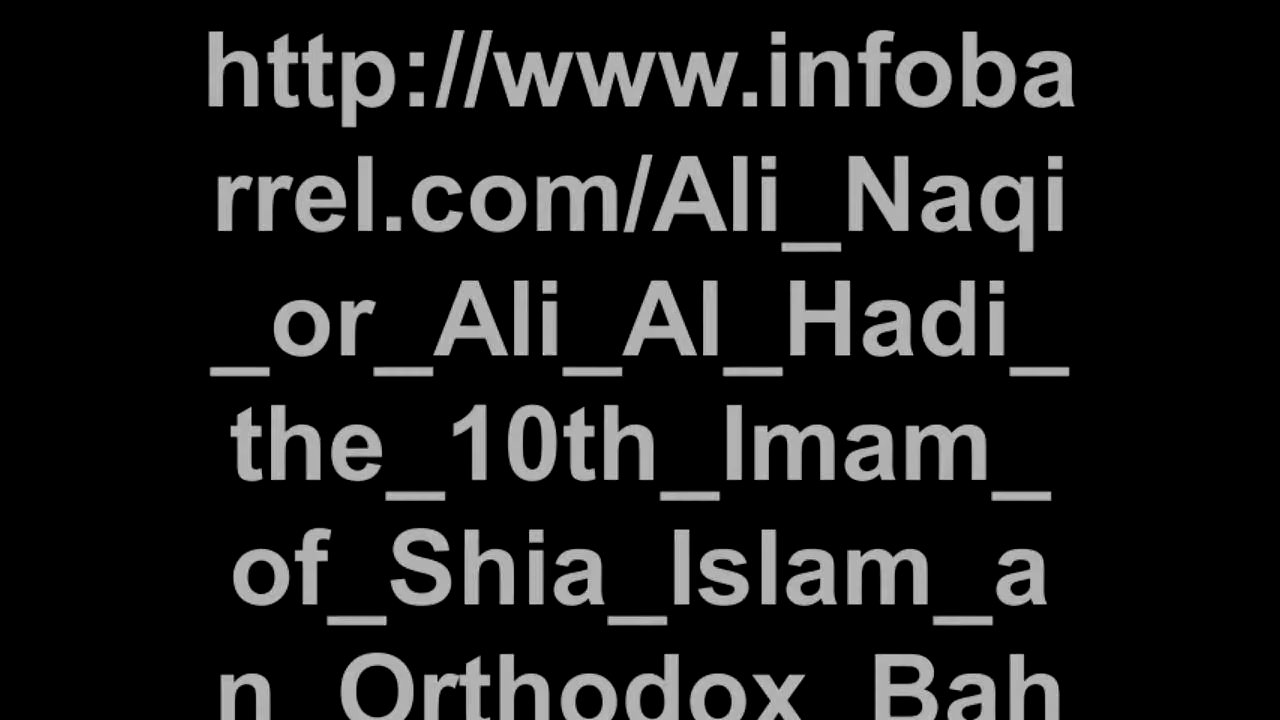 http://www.infoba
rrel.com/Ali_Naqi
_or_Ali_Al_Hadi_
the_10th_Imam_
of_Shia_Islam_a
n_Orthodox_Bah